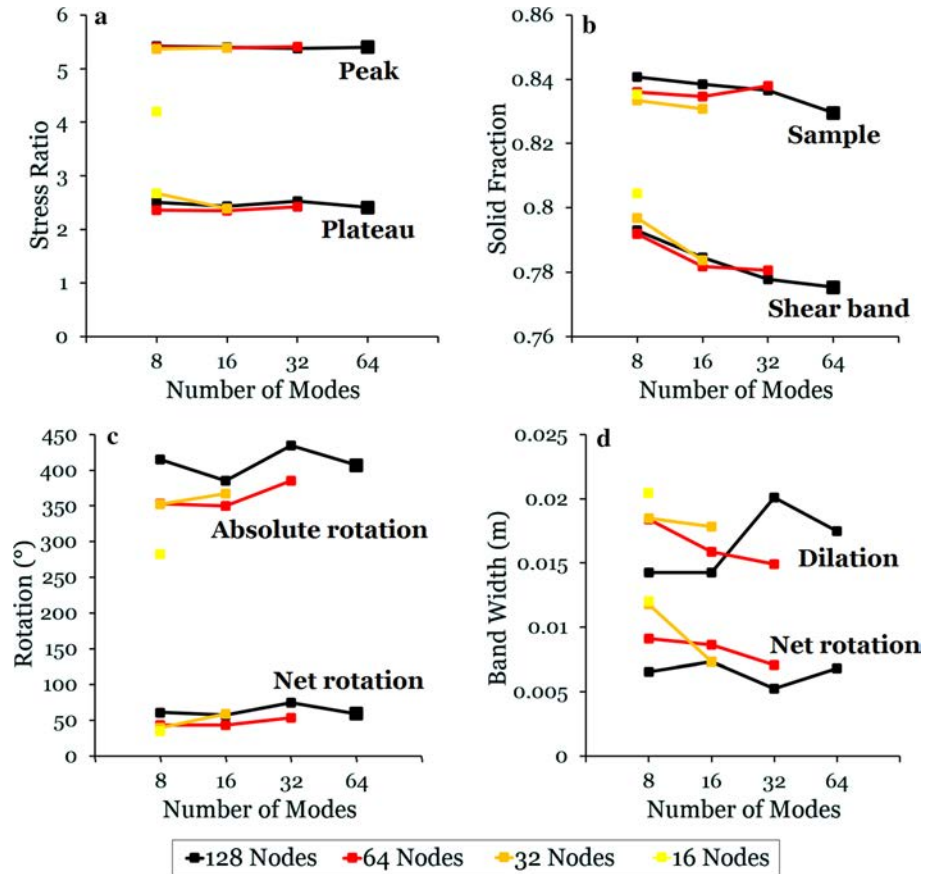 a
6
5
4
3
2
1
0
Stress Ratio
Peak
Plateau
8 16 32 64
Number of Modes
b
0.86
0.84
0.82
0.8
0.78
0.76
Solid Fraction
Sample
Shear band
8 16 32 64
Number of Modes
c
450
400
350
300
250
200
150
100
50
0
Rotation (°)
Absolute rotation
Net rotation
8 16 32 64
Number of Modes
d
0.025
0.02
0.015
0.01
0.005
0
Band Width (m)
Dilation
Net rotation
8 16 32 64
Number of Modes
128 Nodes 64 Nodes 32 Nodes 16 Nodes